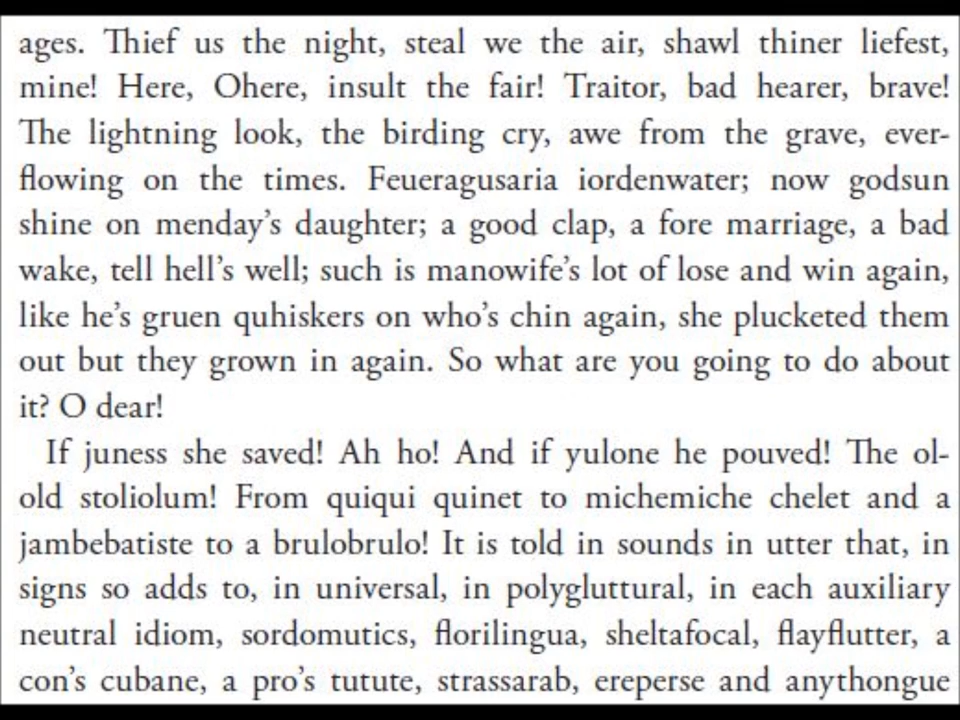 ages. Thief us the night, steal we the air, shawl thiner liefest,
mine! Here, Ohere, insult the fair! Traitor, bad hearer, brave!
The lightning look, the birding cry, awe from the grave, ever-
flowing on the times. Feueragusaria iordenwater; now godsun
shine on menday’s daughter; a good clap, a fore marriage, a bad
wake, tell hell’s well; such is manowife’s lot of lose and win again,
like he’s gruen quhiskers on who’s chin again, she plucketed them
out but they grown in again. So what are you going to do about
it? O dear!
If juness she saved! Ah ho! And if yulone he pouved! The ol-
old stoliolum! From quiqui quinet to michemiche chelet and a
jambebatiste to a brulobrulo! It is told in sounds in utter that, in
signs so adds to, in universal, in polygluttural, in each auxiliary
neutral idiom, sordomutics, florilingua, sheltafocal, flayflutter, a
con’s cubane, a pro’s tutute, strassarab, ereperse and anythongue